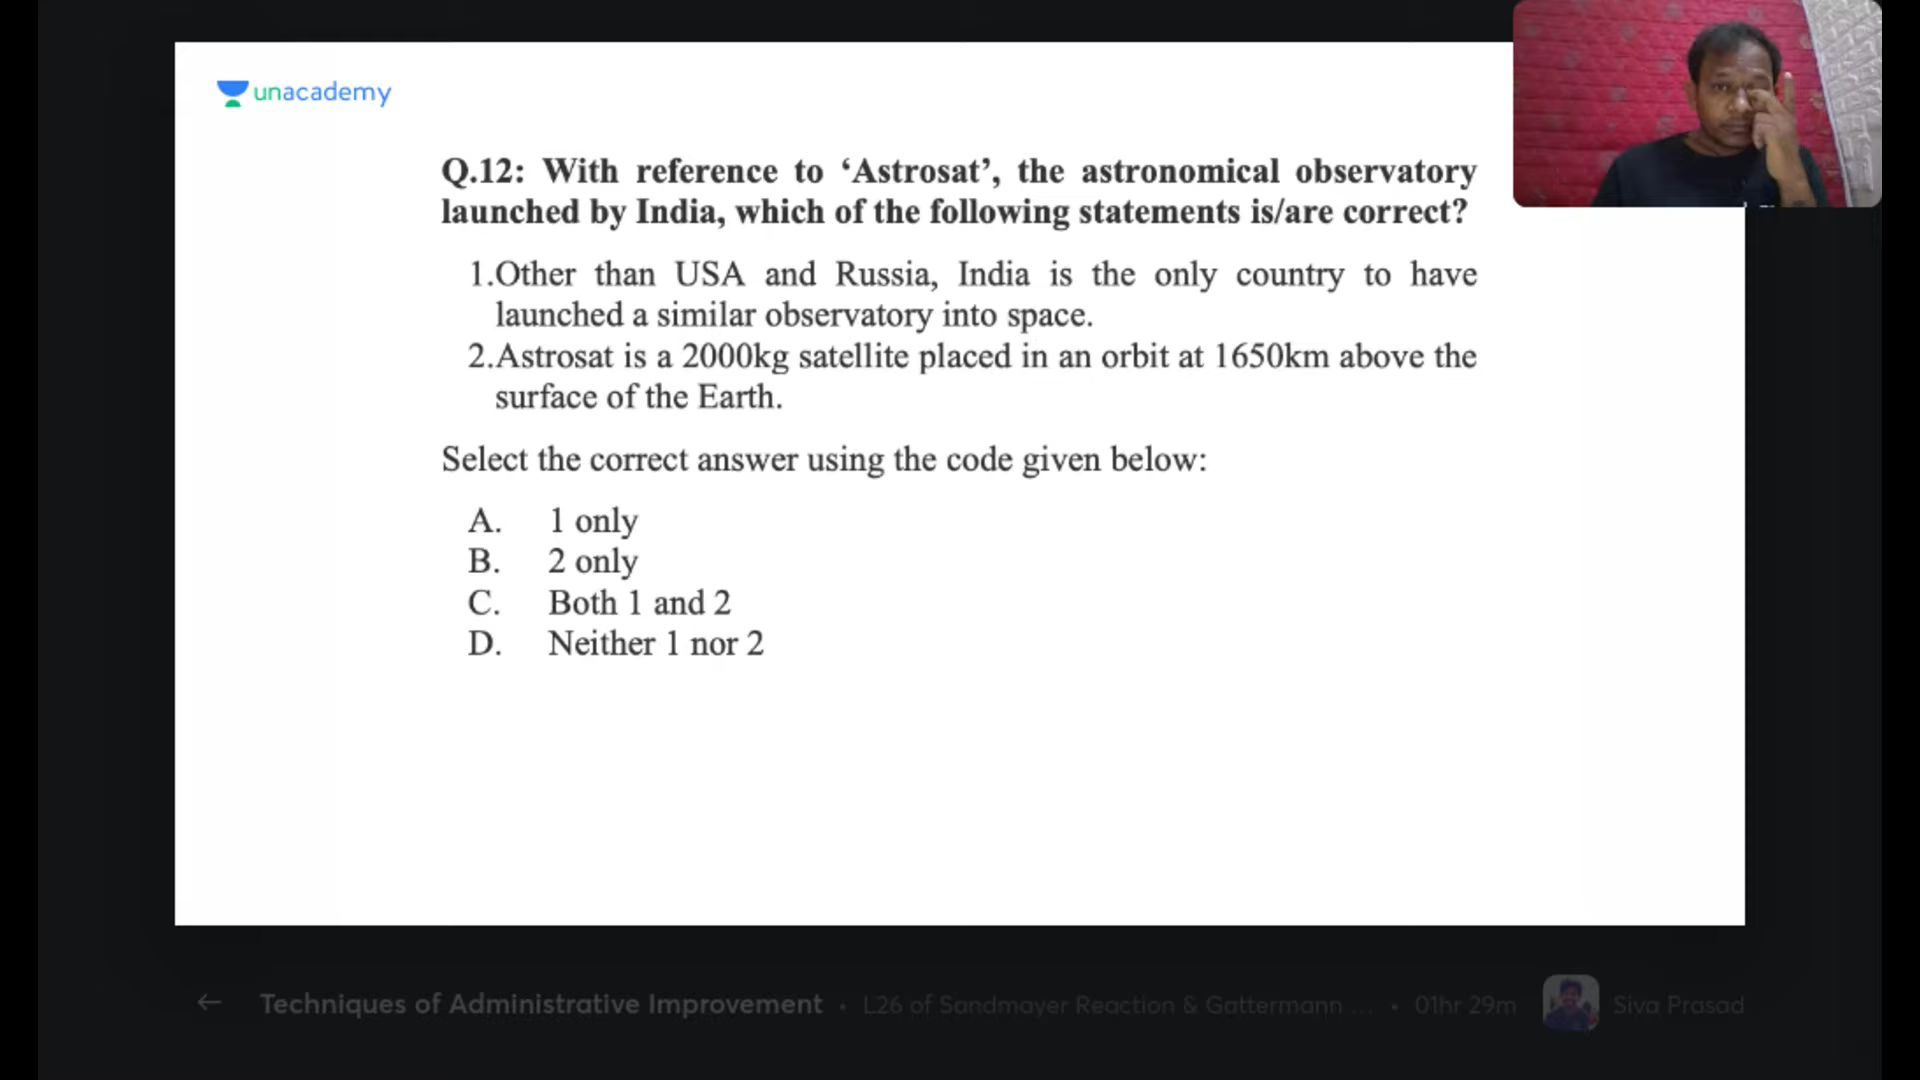 unacademy
Q.12: With reference to ‘Astrosat’, the astronomical observatory
launched by India, which of the following statements is/are correct?
1.Other than USA and Russia, India is the only country to have
launched a similar observatory into space.
2.Astrosat is a 2000kg satellite placed in an orbit at 1650km above the
surface of the Earth.
Select the correct answer using the code given below:
A. 1 only
B. 2 only
C. Both 1 and 2
D. Neither 1 nor 2
← Techniques of Administrative Improvement • L26 of Sandmayer Reaction & Gattermann ... • 01hr 29m Siva Prasad